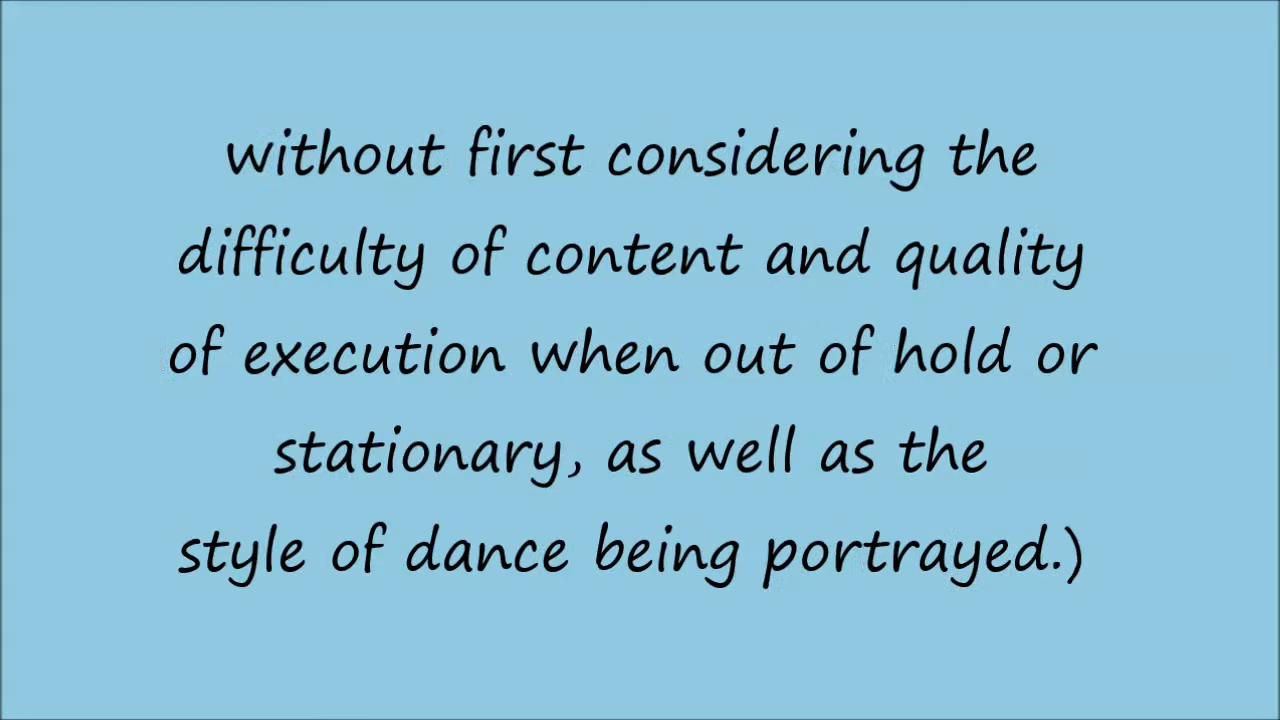 without first considering the
difficulty of content and quality
of execution when out of hold or
stationary, as well as the
style of dance being portrayed.)